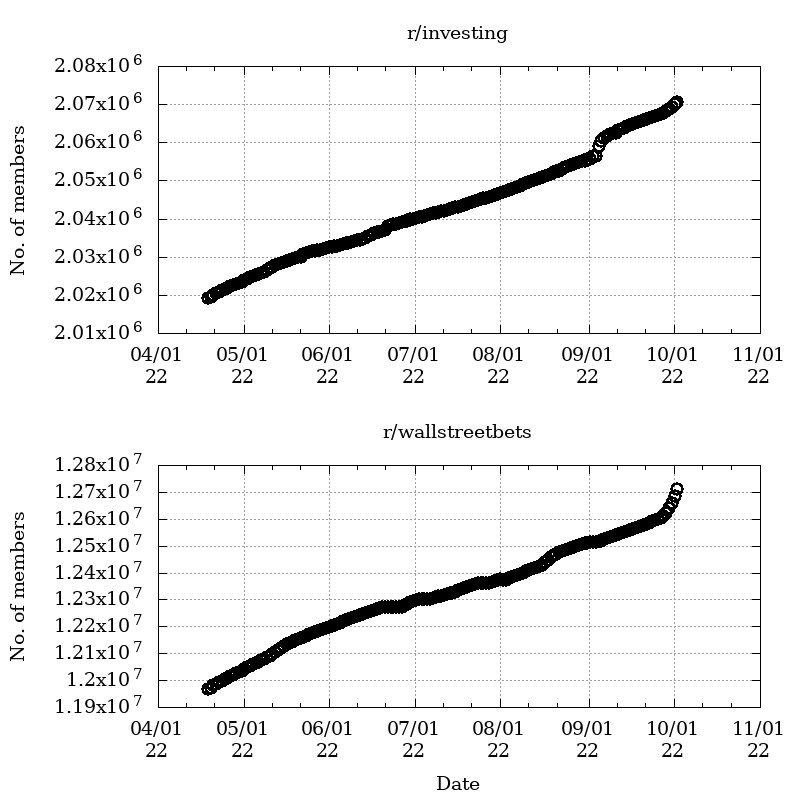 r/investing
2.08x10^6
2.07x10^6
2.06x10^6
2.05x10^6
2.04x10^6
2.03x10^6
2.02x10^6
2.01x10^6
No. of members
04/01 05/01 06/01 07/01 08/01 09/01 10/01 11/01
22 22 22 22 22 22 22 22
r/wallstreetbets
1.28x10^7
1.27x10^7
1.26x10^7
1.25x10^7
1.24x10^7
1.23x10^7
1.22x10^7
1.21x10^7
1.2x10^7
1.19x10^7
No. of members
04/01 05/01 06/01 07/01 08/01 09/01 10/01 11/01
22 22 22 22 22 22 22 22
Date